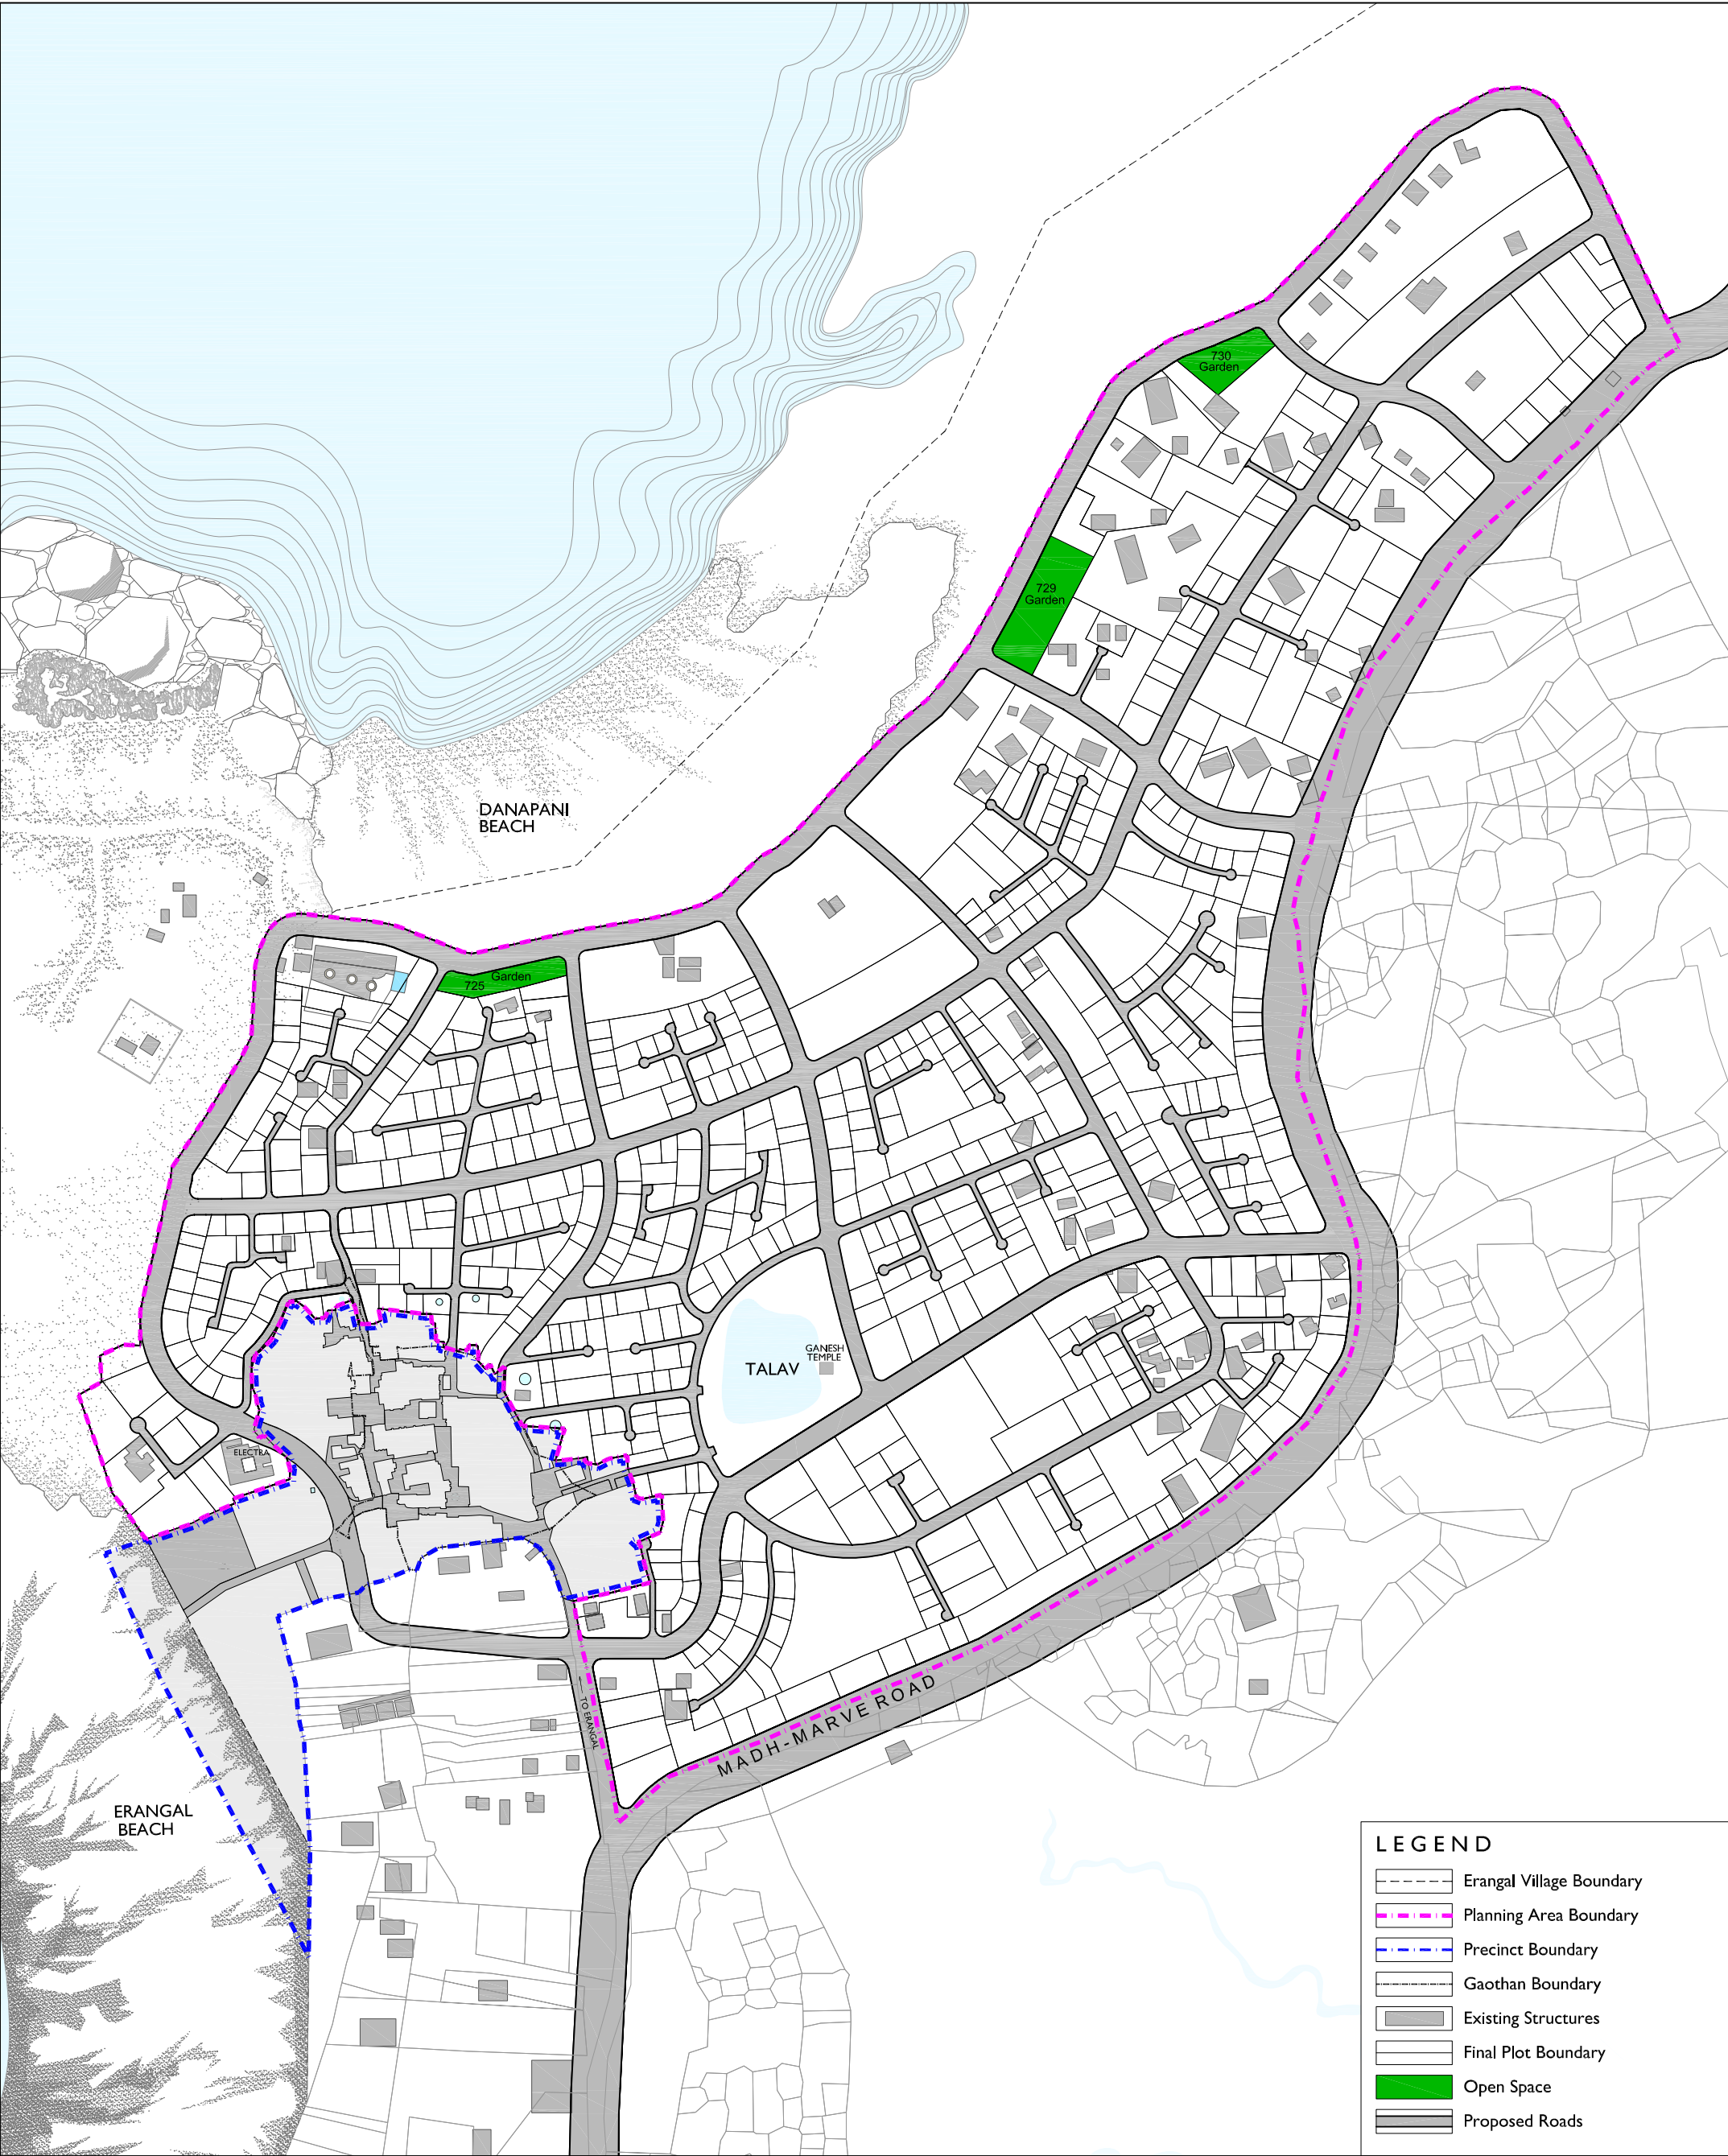 730
Garden
729
Garden
DANAPANI
BEACH
Garden
725
GANESH
TEMPLE
TALAV
ELECTRA
TO ERANGAL
MADH-MARVE ROAD
ERANGAL
BEACH
LEGEND
Erangal Village Boundary
Planning Area Boundary
Precinct Boundary
Gaothan Boundary
Existing Structures
Final Plot Boundary
Open Space
Proposed Roads